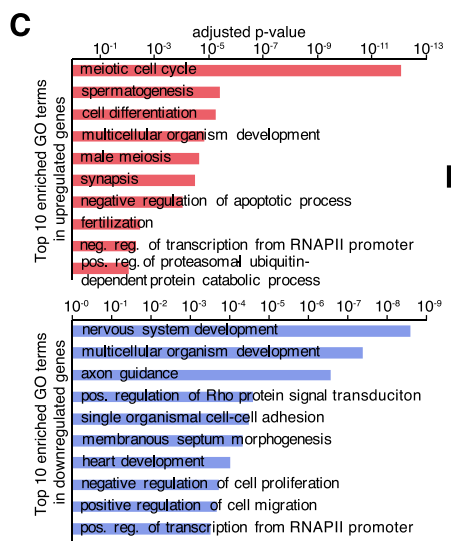 C
adjusted p-value
10-1 10-3 10-5 10-7 10-9 10-11 10-13
Top 10 enriched GO terms
in upregulated genes
meiotic cell cycle
spermatogenesis
cell differentiation
multicellular organism development
male meiosis
synapsis
negative regulation of apoptotic process
fertilization
neg. reg. of transcription from RNAPII promoter
pos. reg. of proteasomal ubiquitin-
dependent protein catabolic process
10-0 10-1 10-2 10-3 10-4 10-5 10-6 10-7 10-8 10-9
Top 10 enriched GO terms
in downregulated genes
nervous system development
multicellular organism development
axon guidance
pos. regulation of Rho protein signal transduciton
single organismal cell-cell adhesion
membranous septum morphogenesis
heart development
negative regulation of cell proliferation
positive regulation of cell migration
pos. reg. of transcription from RNAPII promoter